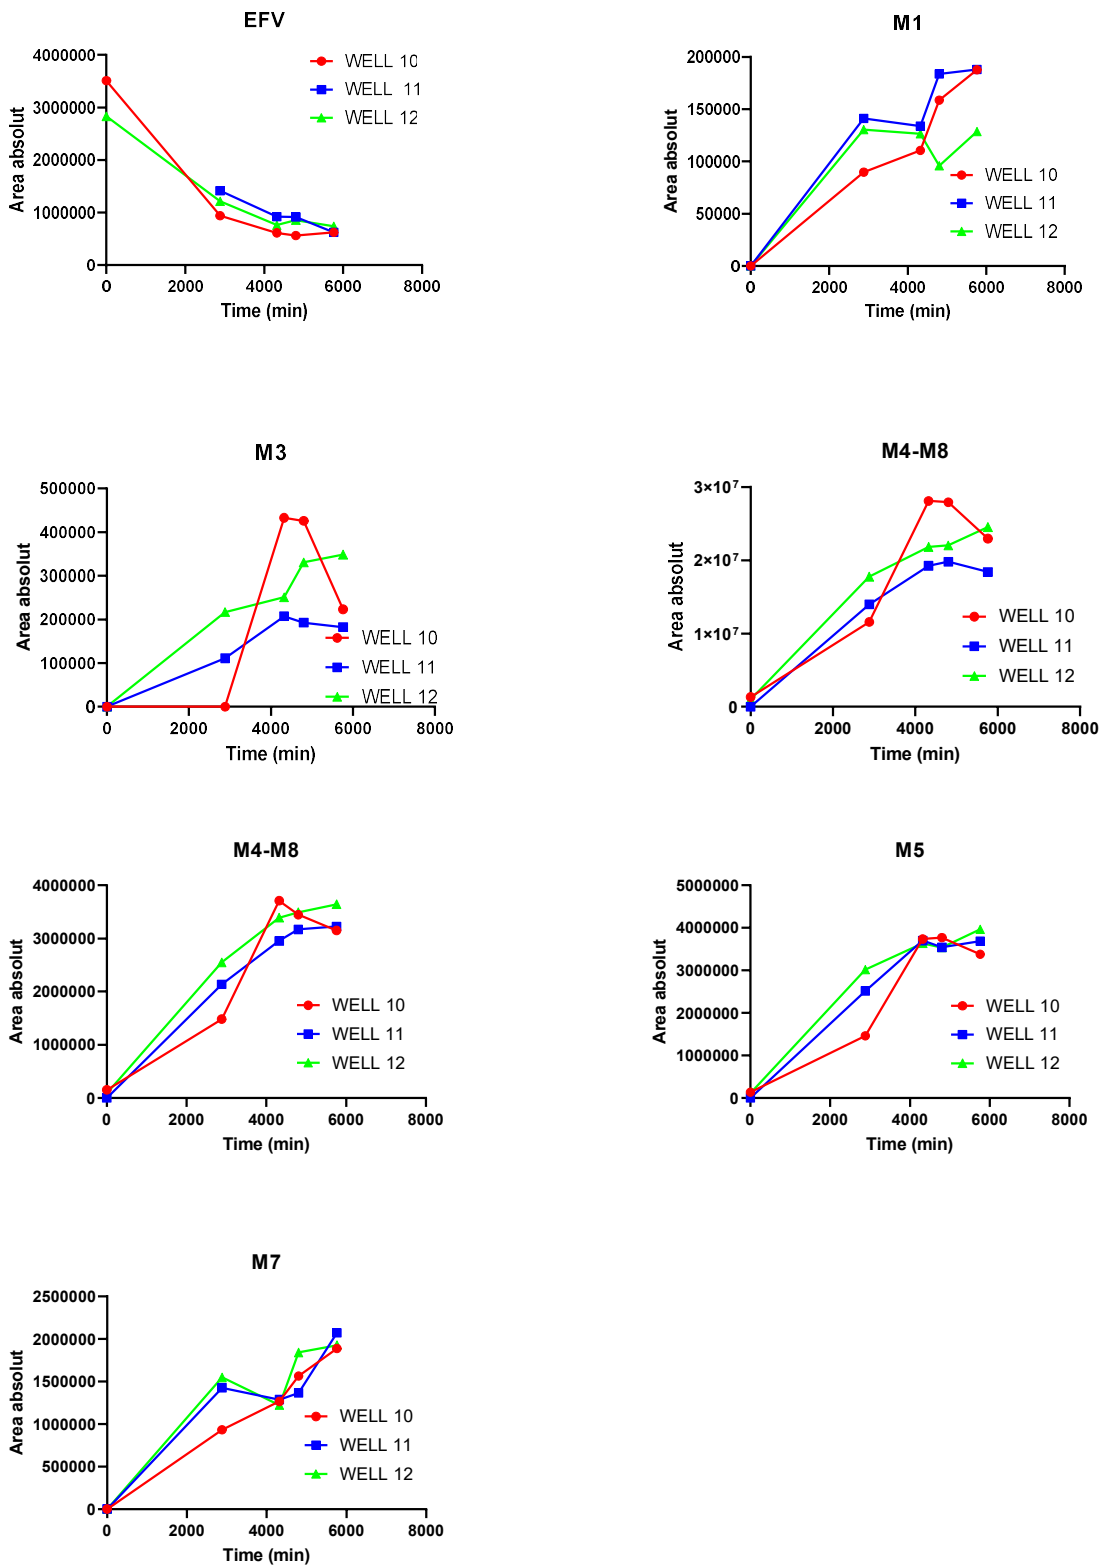 EFV
4000000
3000000
2000000
1000000
0
Area absolut
0 2000 4000 6000 8000
Time (min)
WELL 10
WELL 11
WELL 12
M1
200000
150000
100000
50000
0
Area absolut
0 2000 4000 6000 8000
Time (min)
WELL 10
WELL 11
WELL 12
M3
500000
400000
300000
200000
100000
0
Area absolut
0 2000 4000 6000 8000
Time (min)
WELL 10
WELL 11
WELL 12
M4-M8
3×10⁷
2×10⁷
1×10⁷
0
Area absolut
0 2000 4000 6000 8000
Time (min)
WELL 10
WELL 11
WELL 12
M4-M8
4000000
3000000
2000000
1000000
0
Area absolut
0 2000 4000 6000 8000
Time (min)
WELL 10
WELL 11
WELL 12
M5
5000000
4000000
3000000
2000000
1000000
0
Area absolut
0 2000 4000 6000 8000
Time (min)
WELL 10
WELL 11
WELL 12
M7
2500000
2000000
1500000
1000000
500000
0
Area absolut
0 2000 4000 6000 8000
Time (min)
WELL 10
WELL 11
WELL 12